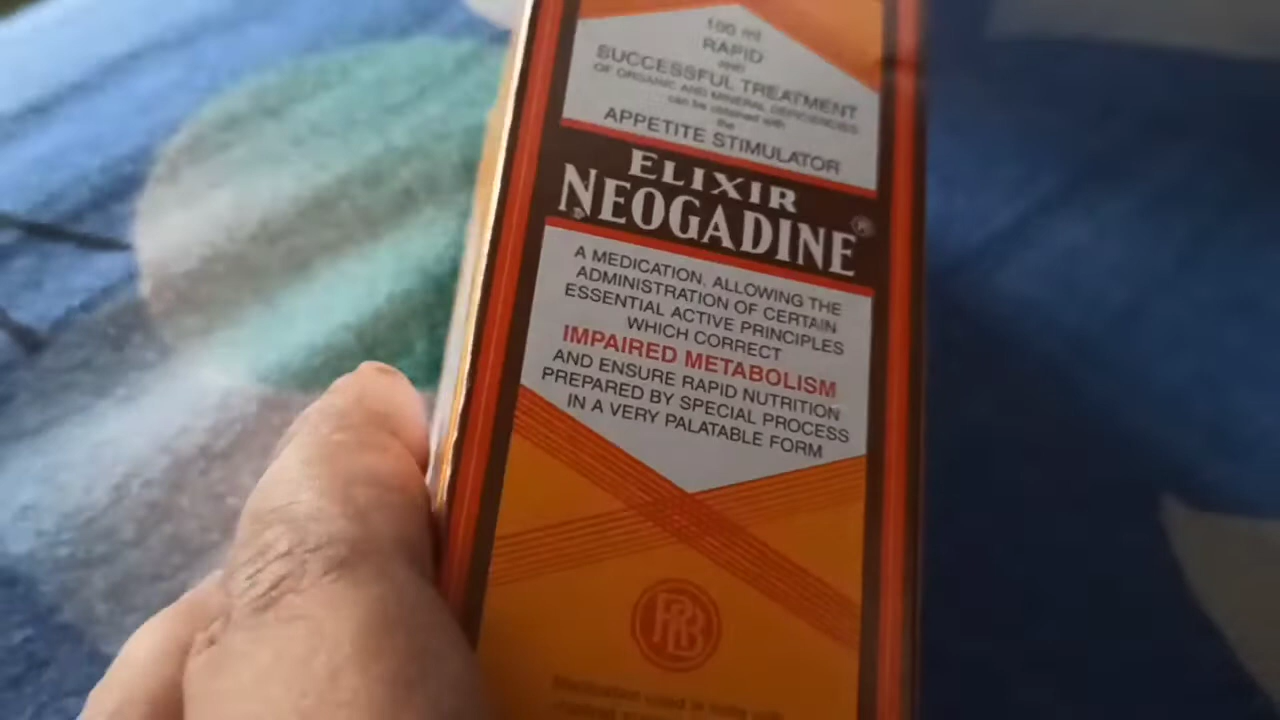 100 ml
RAPID
AND
SUCCESSFUL TREATMENT
OF ORGANIC AND MINERAL DEFICIENCIES
can be obtained with
the
APPETITE STIMULATOR
ELIXIR
NEOGADINE®
A MEDICATION, ALLOWING THE
ADMINISTRATION OF CERTAIN
ESSENTIAL ACTIVE PRINCIPLES
WHICH CORRECT
IMPAIRED METABOLISM
AND ENSURE RAPID NUTRITION
PREPARED BY SPECIAL PROCESS
IN A VERY PALATABLE FORM
RLB